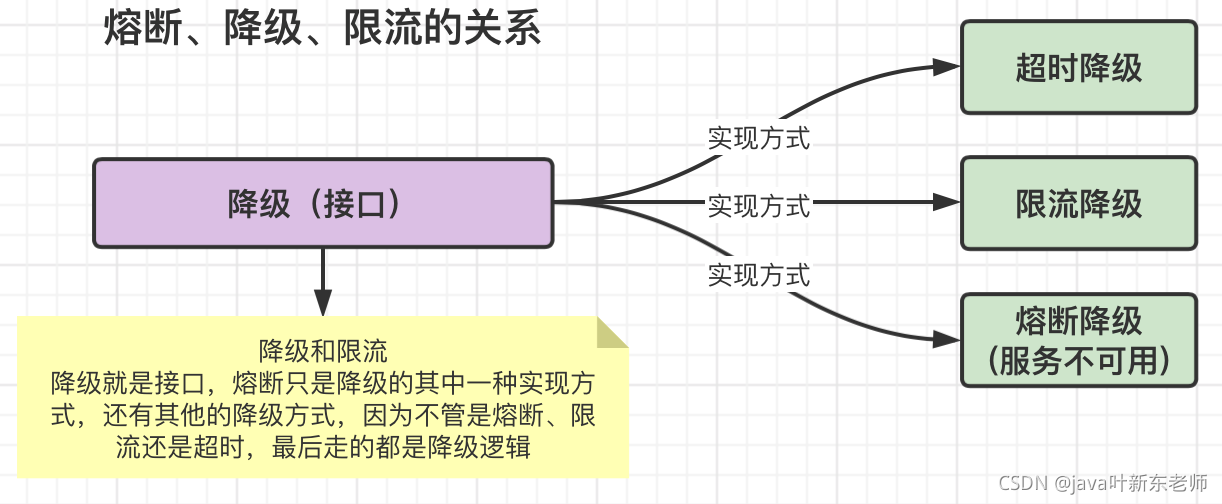 熔断、降级、限流的关系
超时降级
实现方式
降级（接口）
实现方式
限流降级
实现方式
熔断降级
（服务不可用）
降级和限流
降级就是接口，熔断只是降级的其中一种实现方
式，还有其他的降级方式，因为不管是熔断、限
流还是超时，最后走的都是降级逻辑
CSDN @java叶新东老师